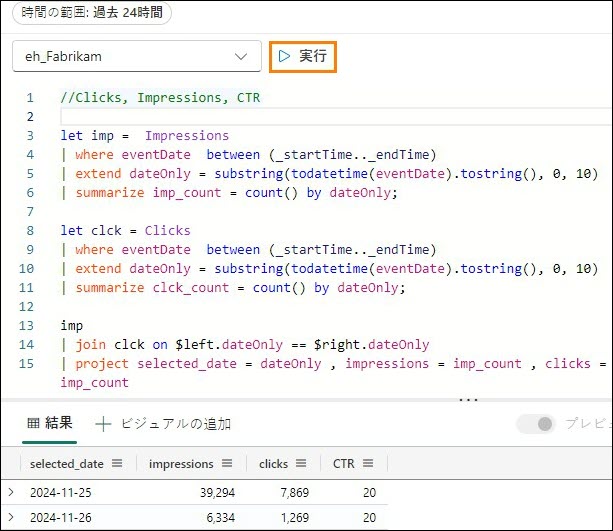 時間の範囲: 過去 24時間
eh_Fabrikam
実行
1 //Clicks, Impressions, CTR
2
3 let imp =  Impressions
4 | where eventDate  between (_startTime.._endTime)
5 | extend dateOnly = substring(todatetime(eventDate).tostring(), 0, 10)
6 | summarize imp_count = count() by dateOnly;
7
8 let clck = Clicks
9 | where eventDate  between (_startTime.._endTime)
10 | extend dateOnly = substring(todatetime(eventDate).tostring(), 0, 10)
11 | summarize clck_count = count() by dateOnly;
12
13 imp
14 | join clck on $left.dateOnly == $right.dateOnly
15 | project selected_date = dateOnly , impressions = imp_count , clicks =
imp_count
結果 ビジュアルの追加 プレビ
selected_date impressions clicks CTR
2024-11-25 39,294 7,869 20
2024-11-26 6,334 1,269 20